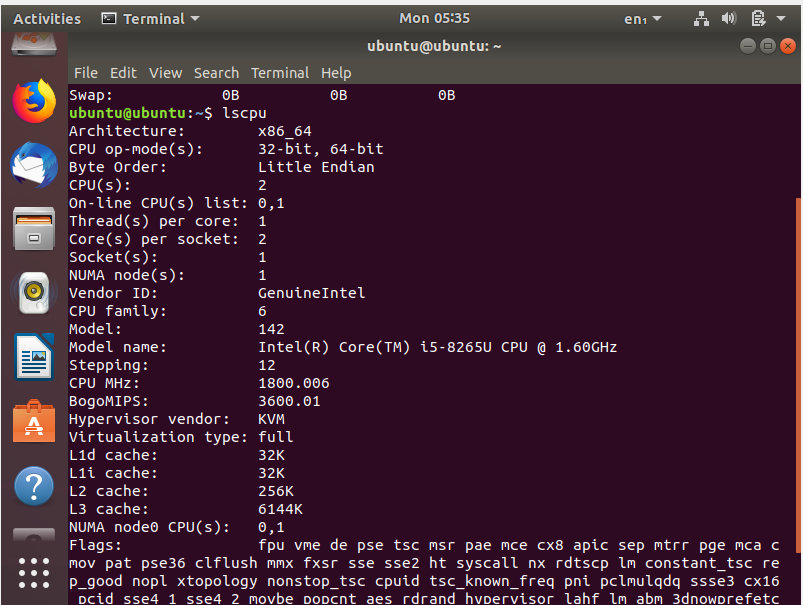 Activities Terminal Mon 05:35 en₁
ubuntu@ubuntu: ~
File Edit View Search Terminal Help
Swap: 0B 0B 0B
ubuntu@ubuntu:~$ lscpu
Architecture: x86_64
CPU op-mode(s): 32-bit, 64-bit
Byte Order: Little Endian
CPU(s): 2
On-line CPU(s) list: 0,1
Thread(s) per core: 1
Core(s) per socket: 2
Socket(s): 1
NUMA node(s): 1
Vendor ID: GenuineIntel
CPU family: 6
Model: 142
Model name: Intel(R) Core(TM) i5-8265U CPU @ 1.60GHz
Stepping: 12
CPU MHz: 1800.006
BogoMIPS: 3600.01
Hypervisor vendor: KVM
Virtualization type: full
L1d cache: 32K
L1i cache: 32K
L2 cache: 256K
L3 cache: 6144K
NUMA node0 CPU(s): 0,1
Flags: fpu vme de pse tsc msr pae mce cx8 apic sep mtrr pge mca c
mov pat pse36 clflush mmx fxsr sse sse2 ht syscall nx rdtscp lm constant_tsc re
p_good nopl xtopology nonstop_tsc cpuid tsc_known_freq pni pclmulqdq ssse3 cx16
pcid sse4_1 sse4_2 movbe popcnt aes rdrand hypervisor lahf_lm abm 3dnowprefetc